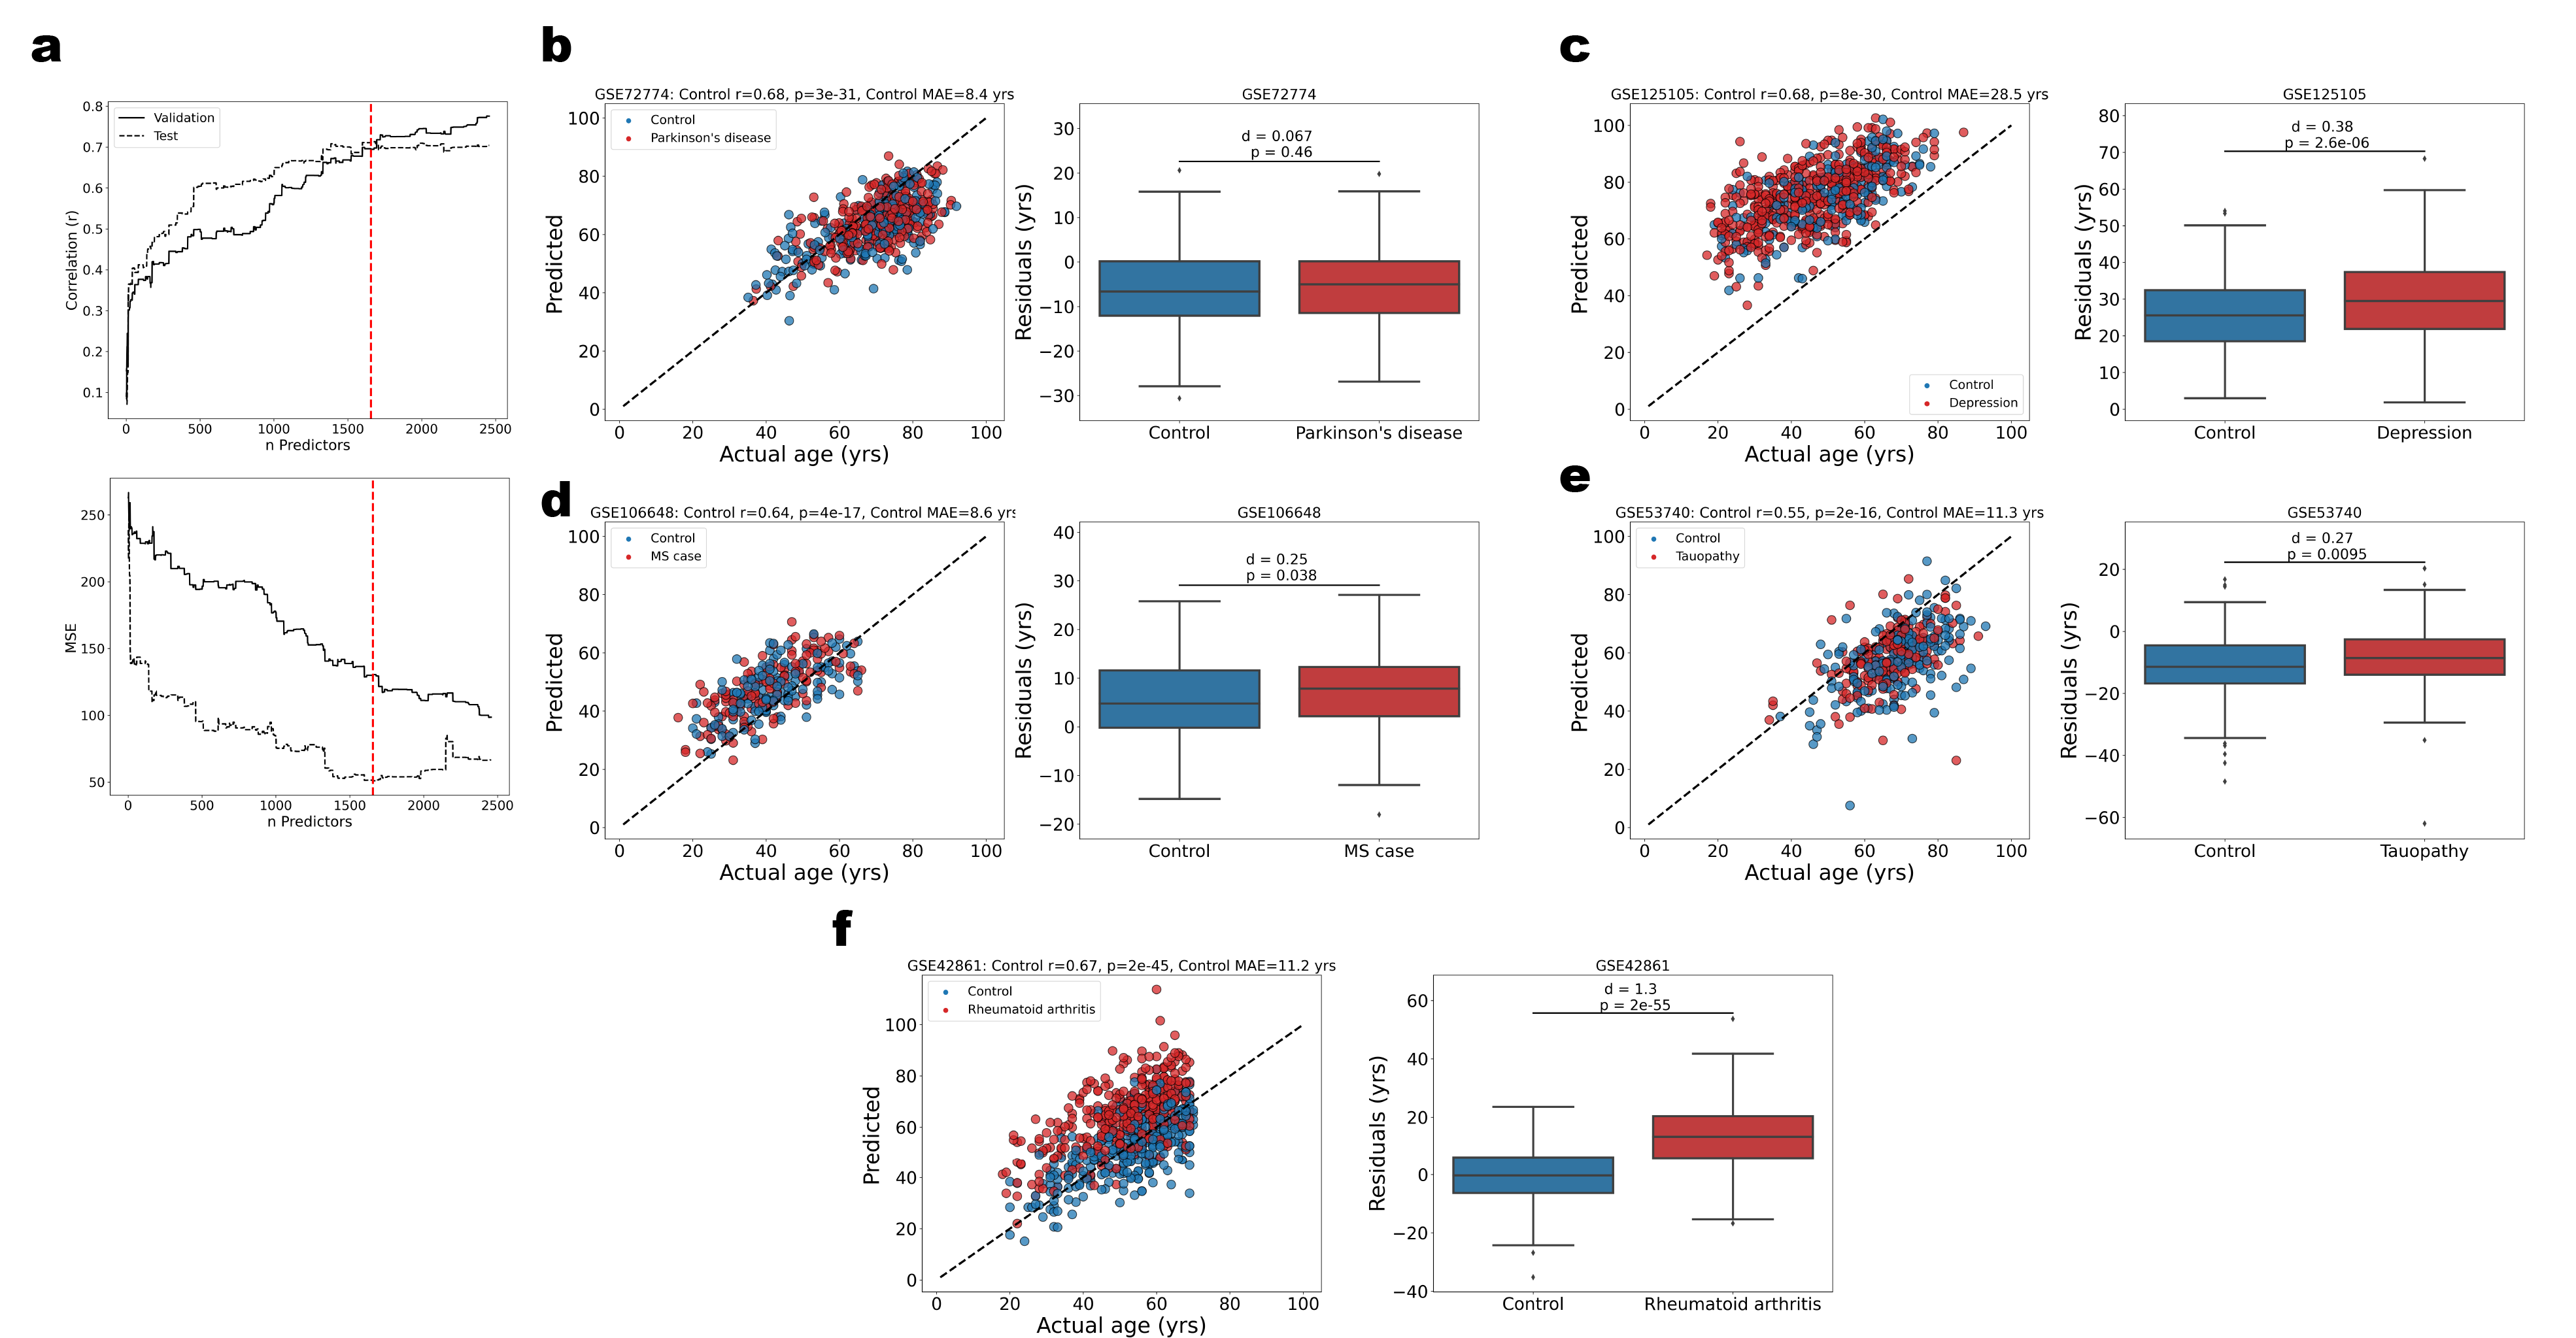 a
0.8
0.7
0.6
0.5
0.4
0.3
0.2
0.1
Correlation (r)
Validation
Test
0 500 1000 1500 2000 2500
n Predictors
250
200
150
100
50
MSE
0 500 1000 1500 2000 2500
n Predictors
b
GSE72774: Control r=0.68, p=3e-31, Control MAE=8.4 yrs
Control
Parkinson's disease
100
80
60
40
20
0
Predicted
0 20 40 60 80 100
Actual age (yrs)
GSE72774
d = 0.067
p = 0.46
30
20
10
0
−10
−20
−30
Residuals (yrs)
Control Parkinson's disease
c
GSE125105: Control r=0.68, p=8e-30, Control MAE=28.5 yrs
100
80
60
40
20
0
Predicted
Control
Depression
0 20 40 60 80 100
Actual age (yrs)
GSE125105
d = 0.38
p = 2.6e-06
80
70
60
50
40
30
20
10
0
Residuals (yrs)
Control Depression
d
GSE106648: Control r=0.64, p=4e-17, Control MAE=8.6 yrs
Control
MS case
100
80
60
40
20
0
Predicted
0 20 40 60 80 100
Actual age (yrs)
GSE106648
d = 0.25
p = 0.038
40
30
20
10
0
−10
−20
Residuals (yrs)
Control MS case
e
GSE53740: Control r=0.55, p=2e-16, Control MAE=11.3 yrs
Control
Tauopathy
100
80
60
40
20
0
Predicted
0 20 40 60 80 100
Actual age (yrs)
GSE53740
d = 0.27
p = 0.0095
20
0
−20
−40
−60
Residuals (yrs)
Control Tauopathy
f
GSE42861: Control r=0.67, p=2e-45, Control MAE=11.2 yrs
Control
Rheumatoid arthritis
100
80
60
40
20
0
Predicted
0 20 40 60 80 100
Actual age (yrs)
GSE42861
d = 1.3
p = 2e-55
60
40
20
0
−20
−40
Residuals (yrs)
Control Rheumatoid arthritis